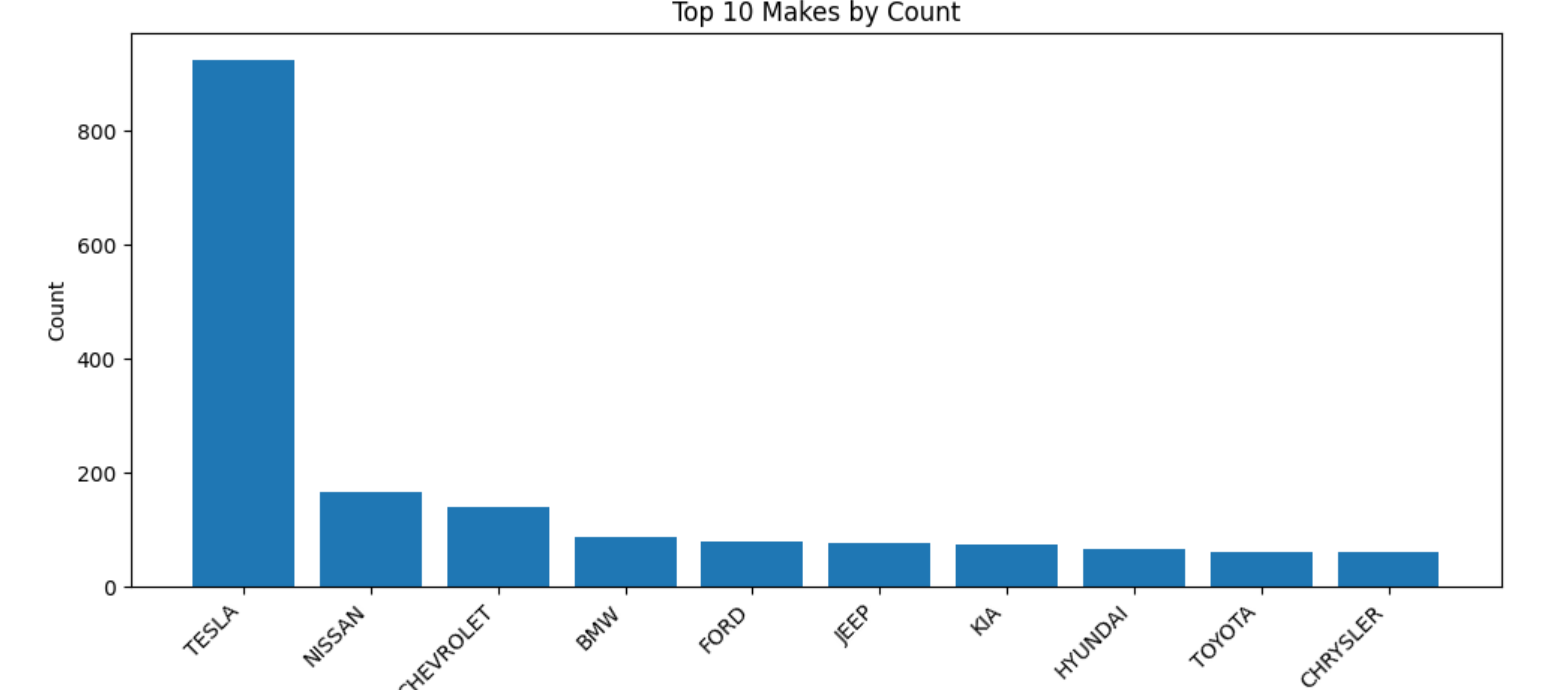 Top 10 Makes by Count
Count
800
600
400
200
0
TESLA
NISSAN
CHEVROLET
BMW
FORD
JEEP
KIA
HYUNDAI
TOYOTA
CHRYSLER